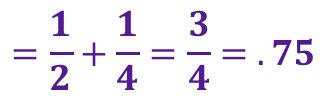 = 1/2 + 1/4 = 3/4 = .75